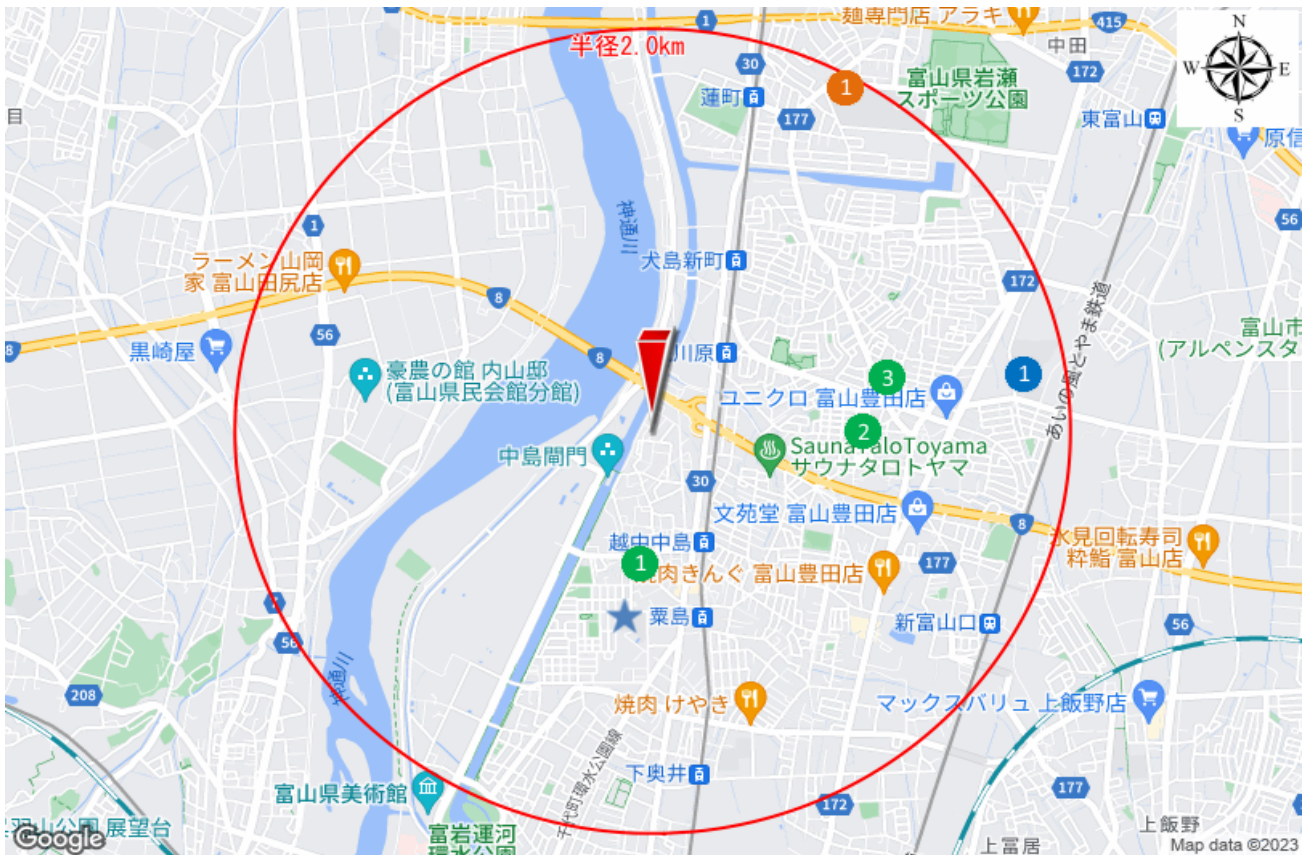 1
麺専門店 アラキ
415
中田
N
半径2.0km
30
172
W
E
蓮町
1
富山県岩瀬
スポーツ公園
S
目
177
東富山
原信
1
神通川
56
ラーメン山岡
家 富山田尻店
犬島新町
172
8
あいの風とやま鉄道
富山市
(アルペンスタ
8
56
黒崎屋
8
川原
豪農の館 内山邸
(富山県民会館分館)
3
1
ユニクロ 富山豊田店
2
中島閘門
SaunaTaloToyama
サウナタロトヤマ
30
文苑堂 富山豊田店
8
越中中島
氷見回転寿司
粋鮨 富山店
1
焼肉きんぐ 富山豊田店
177
粟島
新富山口
56
56
神通川
208
焼肉 けやき
マックスバリュ 上飯野店
千代町環水公園線
下奥井
177
富山県美術館
172
富岩運河
環水公園
公園 展望台
上飯野
上冨居
Google
Map data ©2023